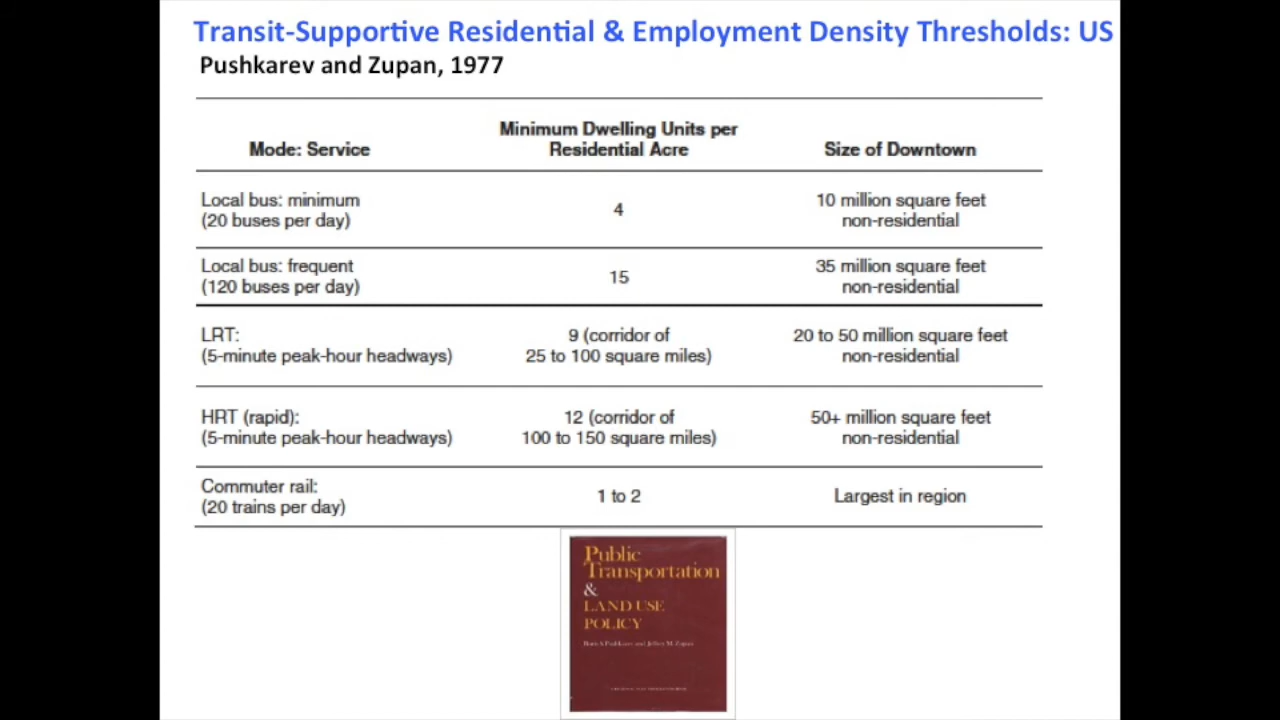 Transit-Supportive Residential & Employment Density Thresholds: US
Pushkarev and Zupan, 1977
Mode: Service
Minimum Dwelling Units per
Residential Acre
Size of Downtown
Local bus: minimum
(20 buses per day)
4
10 million square feet
non-residential
Local bus: frequent
(120 buses per day)
15
35 million square feet
non-residential
LRT:
(5-minute peak-hour headways)
9 (corridor of
25 to 100 square miles)
20 to 50 million square feet
non-residential
HRT (rapid):
(5-minute peak-hour headways)
12 (corridor of
100 to 150 square miles)
50+ million square feet
non-residential
Commuter rail:
(20 trains per day)
1 to 2
Largest in region
Public
Transportation
&
LAND USE
POLICY
Boris S Pushkarev and Jeffrey M. Zupan